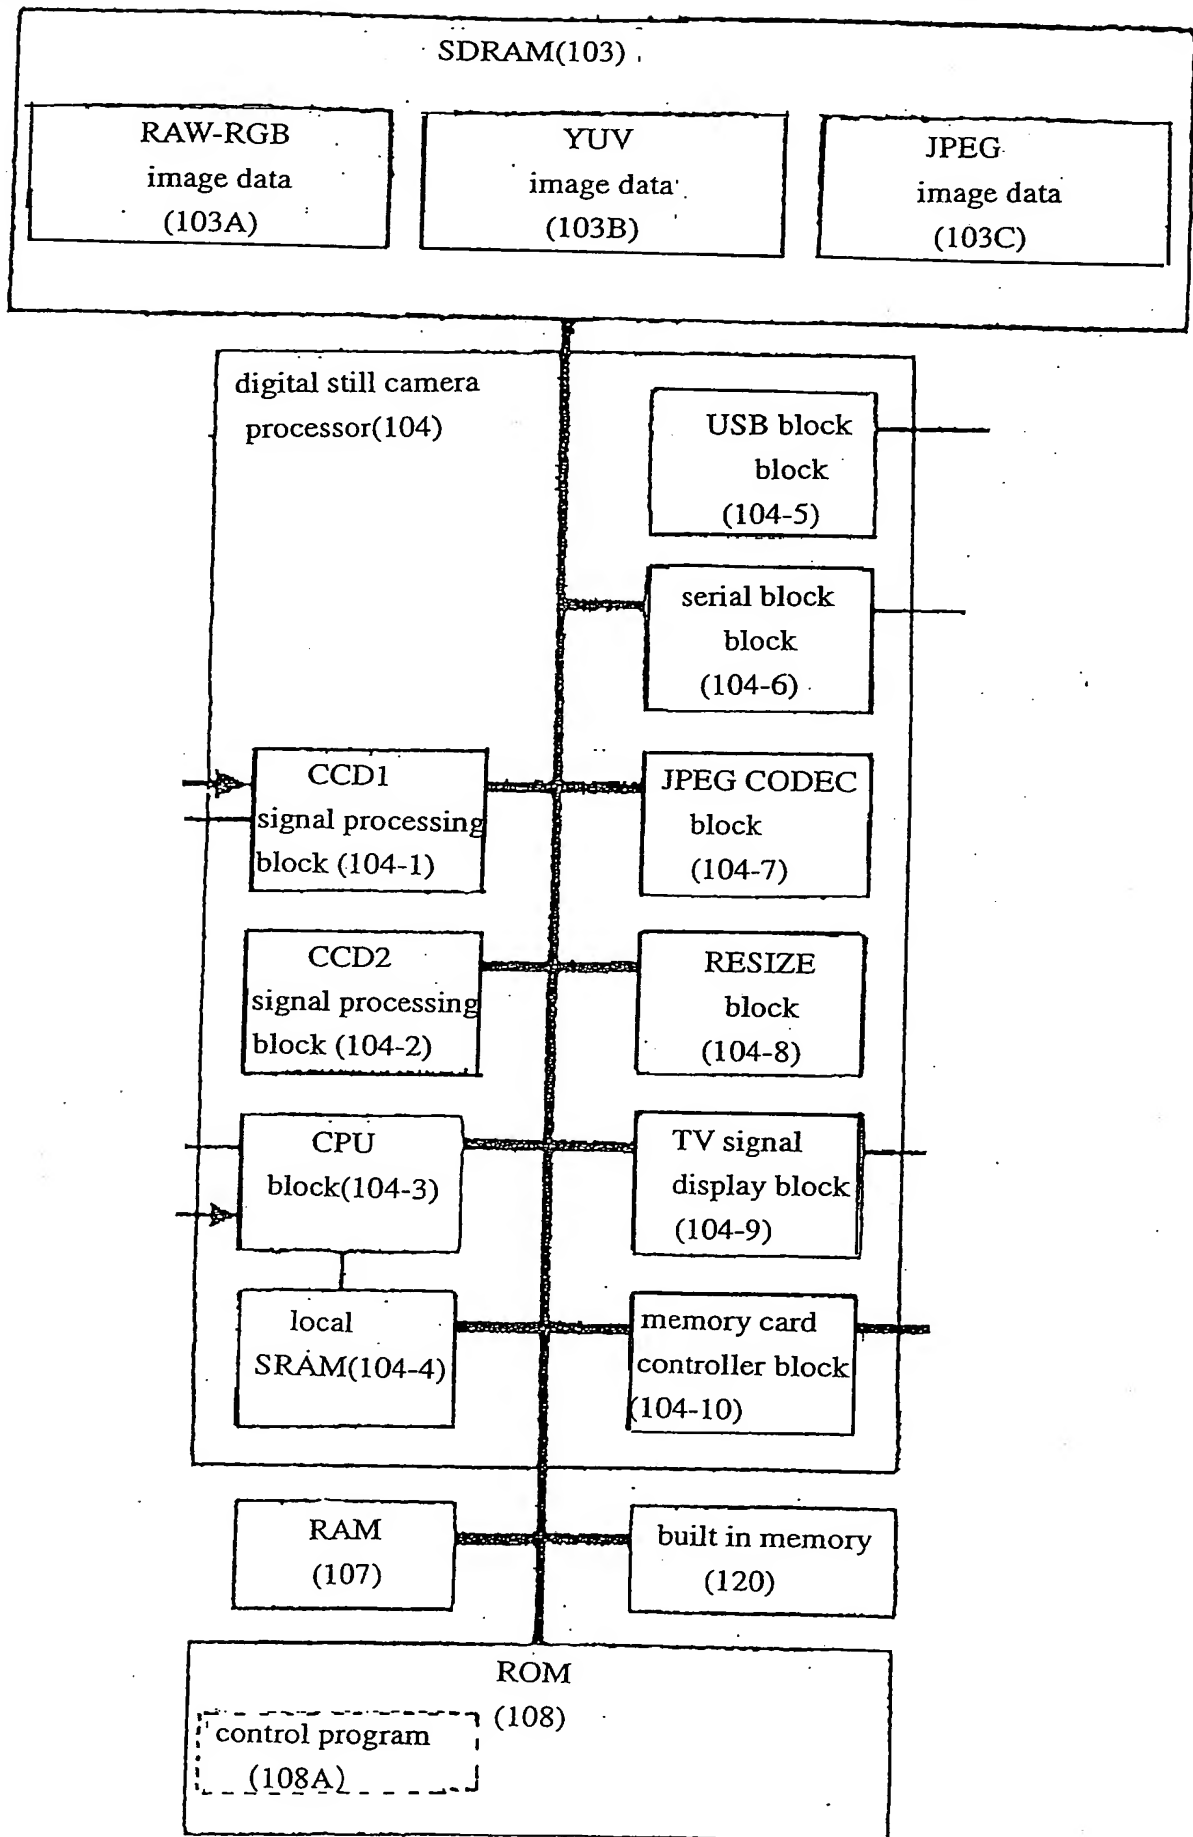 SDRAM(103)
RAW-RGB
image data
(103A)
YUV
image data
(103B)
JPEG
image data
(103C)
digital still camera
processor(104)
USB block
block
(104-5)
serial block
block
(104-6)
CCD1
signal processing
block (104-1)
JPEG CODEC
block
(104-7)
CCD2
signal processing
block (104-2)
RESIZE
block
(104-8)
CPU
block(104-3)
TV signal
display block
(104-9)
local
SRAM(104-4)
memory card
controller block
(104-10)
RAM
(107)
built in memory
(120)
ROM
(108)
control program
(108A)